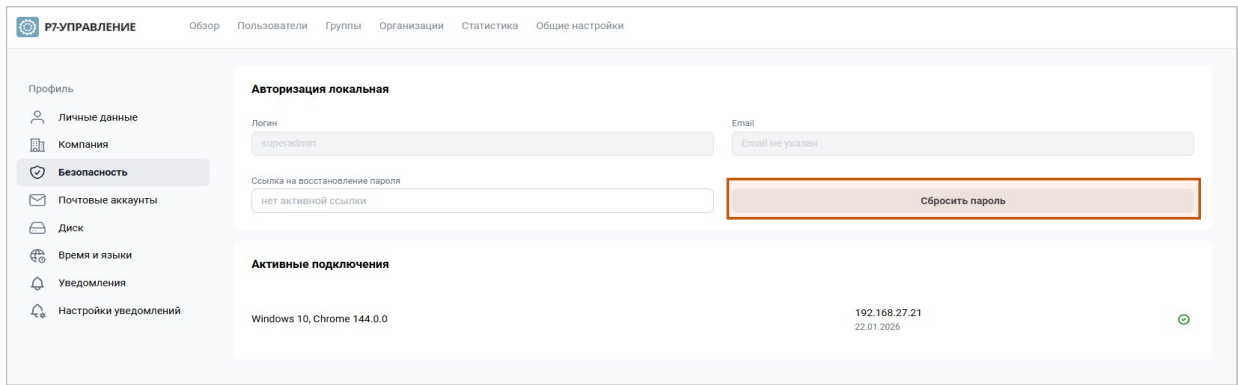 Р7-УПРАВЛЕНИЕ Обзор Пользователи Группы Организации Статистика Общие настройки
Профиль
Личные данные
Компания
Безопасность
Почтовые аккаунты
Диск
Время и языки
Уведомления
Настройки уведомлений
Авторизация локальная
Логин Email
superadmin Email не указан
Ссылка на восстановление пароля
нет активной ссылки Сбросить пароль
Активные подключения
Windows 10, Chrome 144.0.0 192.168.27.21
22.01.2026